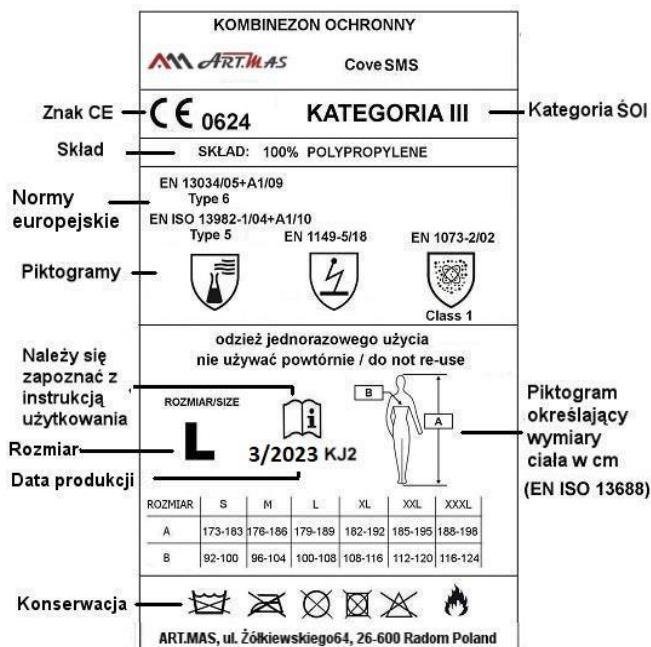 KOMBINEZON OCHRONNY
ART.MAS Cove SMS
Znak CE CE 0624 KATEGORIA III Kategoria ŚOI
Skład SKŁAD: 100% POLYPROPYLENE
EN 13034/05+A1/09
Type 6
Normy europejskie
EN ISO 13982-1/04+A1/10
Type 5 EN 1149-5/18 EN 1073-2/02
Piktogramy
Class 1
odzież jednorazowego użycia
nie używać powtórnie / do not re-use
Należy się
zapoznać z
instrukcją
użytkowania
ROZMIAR/SIZE
B
A
i
Piktogram
określający
wymiary
ciała w cm
(EN ISO 13688)
Rozmiar L
Data produkcji 3/2023 KJ2
ROZMIAR S M L XL XXL XXXL
A 173-183 176-186 179-189 182-192 185-195 188-198
B 92-100 96-104 100-108 108-116 112-120 116-124
Konserwacja
ART.MAS, ul. Żółkiewskiego64, 26-600 Radom Poland